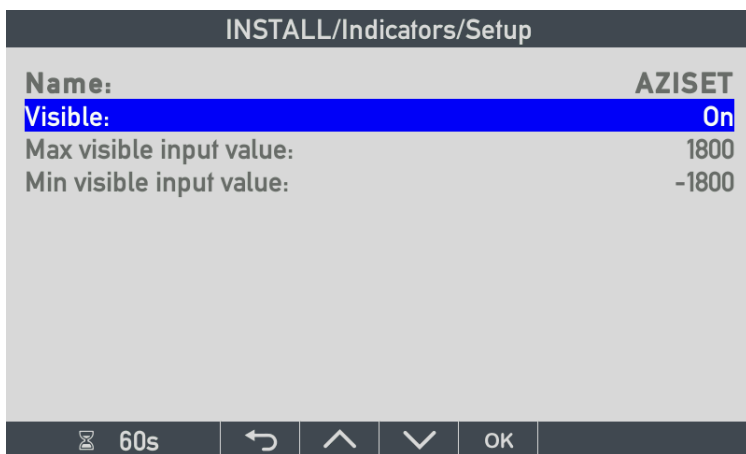 INSTALL/Indicators/Setup
Name: AZISET
Visible: On
Max visible input value: 1800
Min visible input value: -1800
60s OK